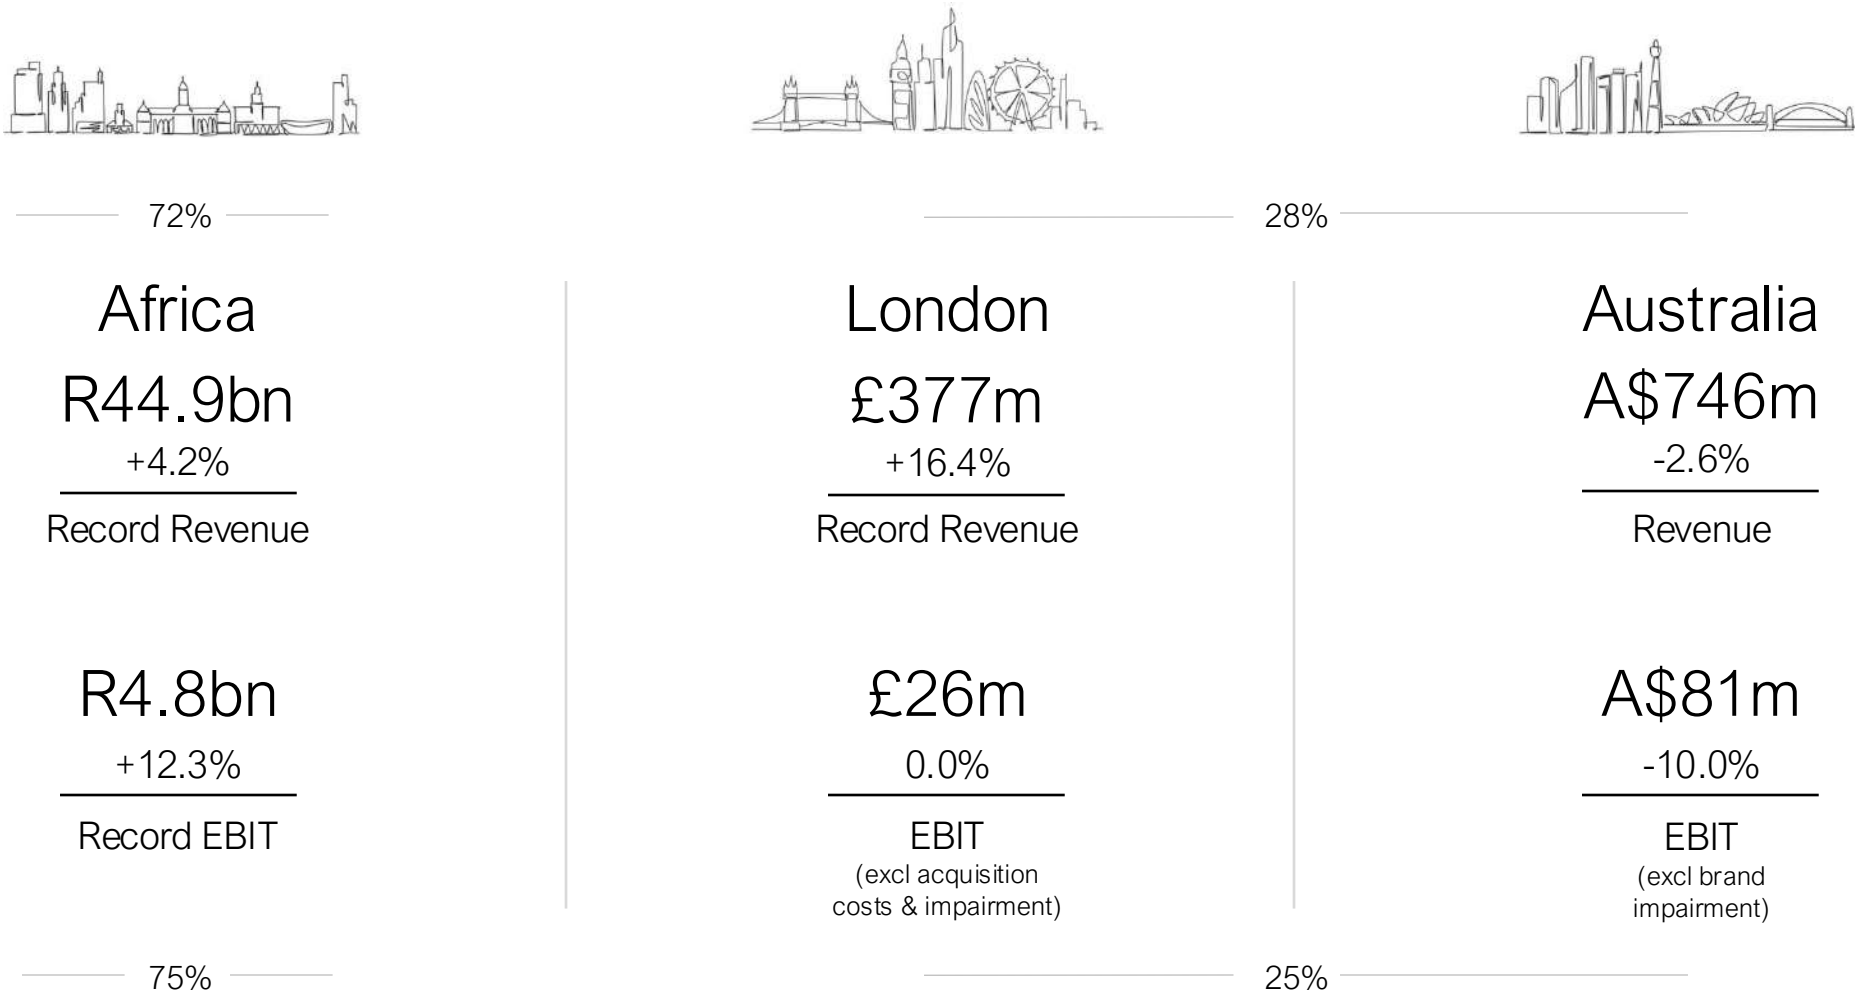 72%
28%
Africa
R44.9bn
+4.2%
Record Revenue
R4.8bn
+12.3%
Record EBIT
London
£377m
+16.4%
Record Revenue
£26m
0.0%
EBIT
(excl acquisition
costs & impairment)
Australia
A$746m
-2.6%
Revenue
A$81m
-10.0%
EBIT
(excl brand
impairment)
75%
25%